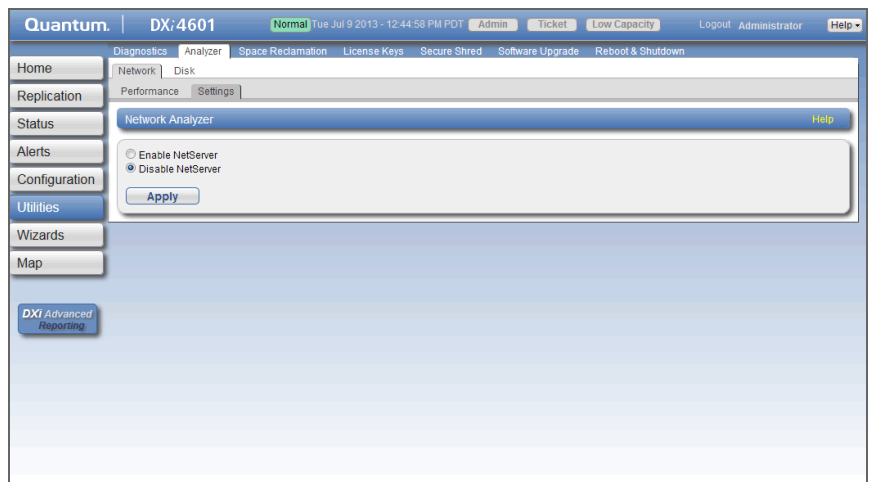 Quantum. DXi4601 Normal Tue Jul 9 2013 - 12:44:58 PM PDT Admin Ticket Low Capacity Logout Administrator Help
Diagnostics Analyzer Space Reclamation License Keys Secure Shred Software Upgrade Reboot & Shutdown
Home
Network Disk
Replication
Performance Settings
Status
Network Analyzer Help
Alerts
Enable NetServer
Disable NetServer
Configuration
Apply
Utilities
Wizards
Map
DXi Advanced
Reporting